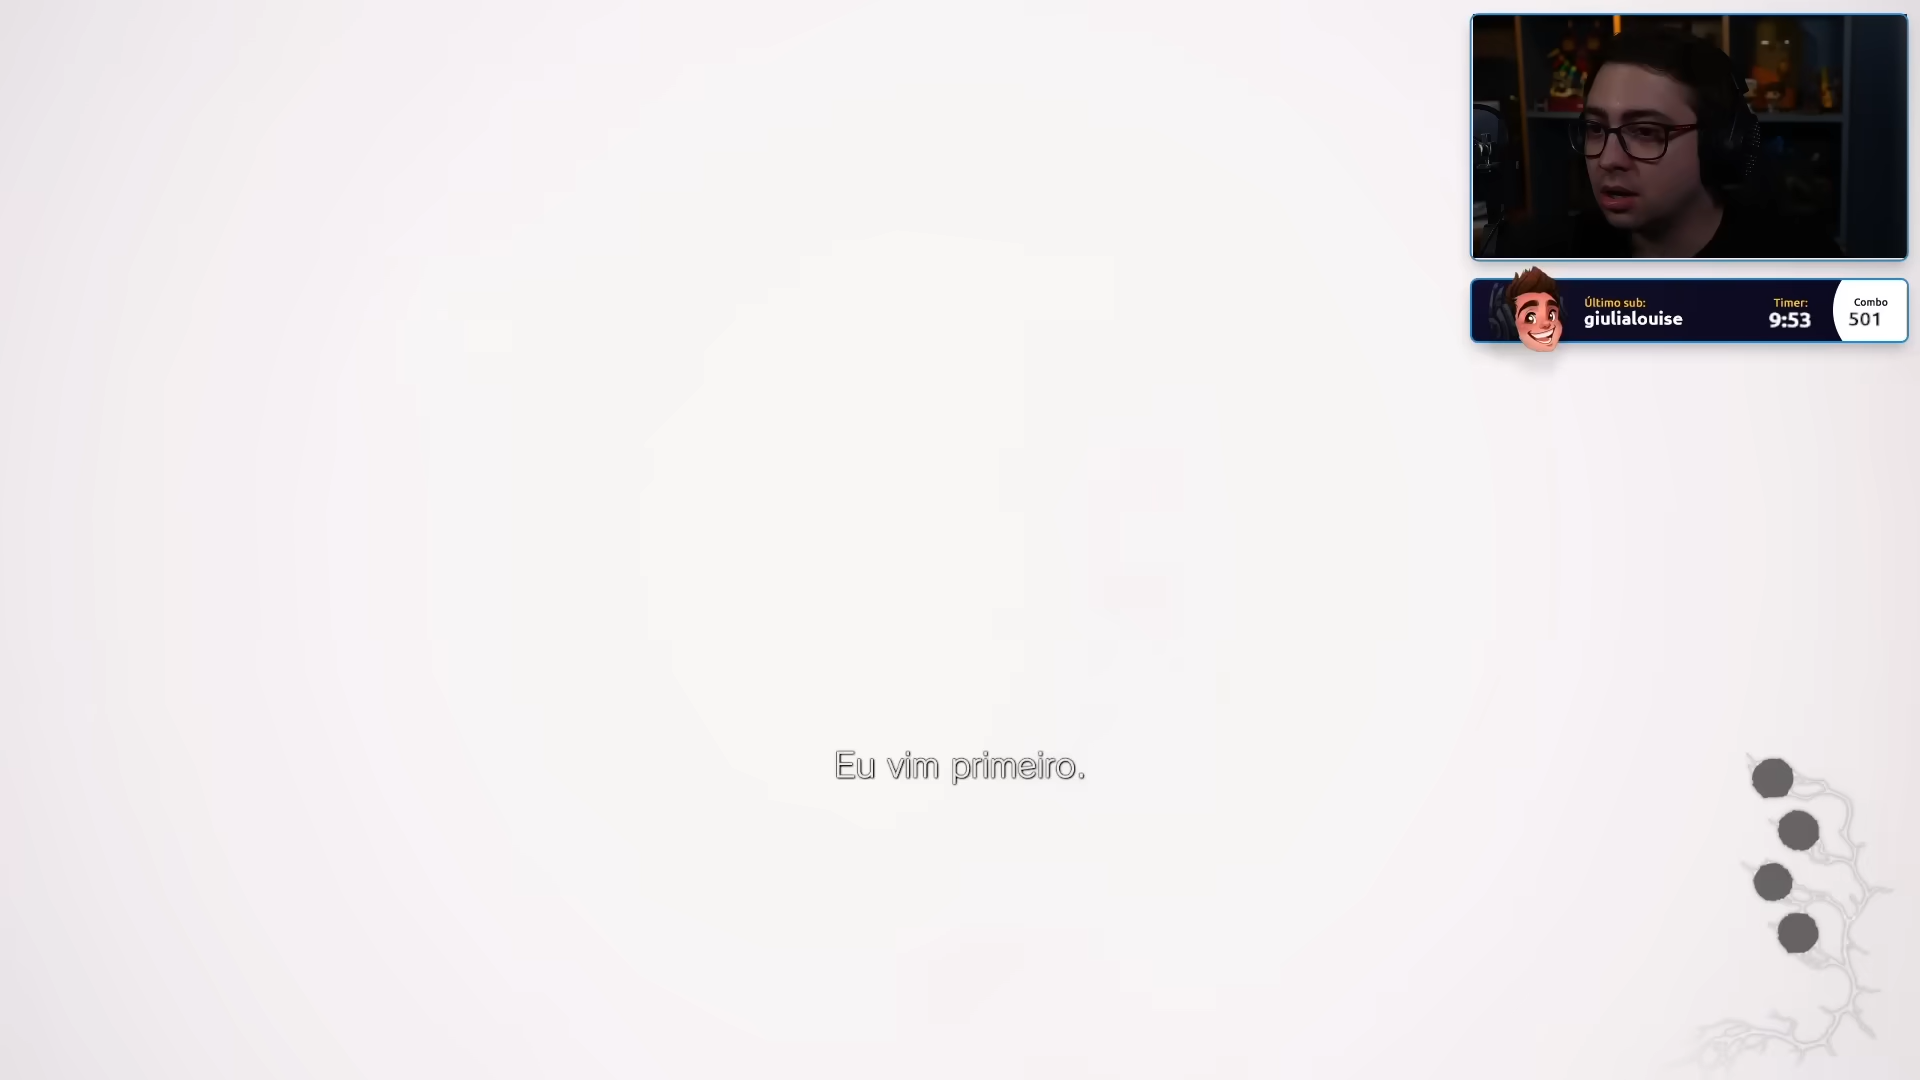 Último sub:
giulialouise
Timer:
9:53
Combo
501
Eu vim primeiro.